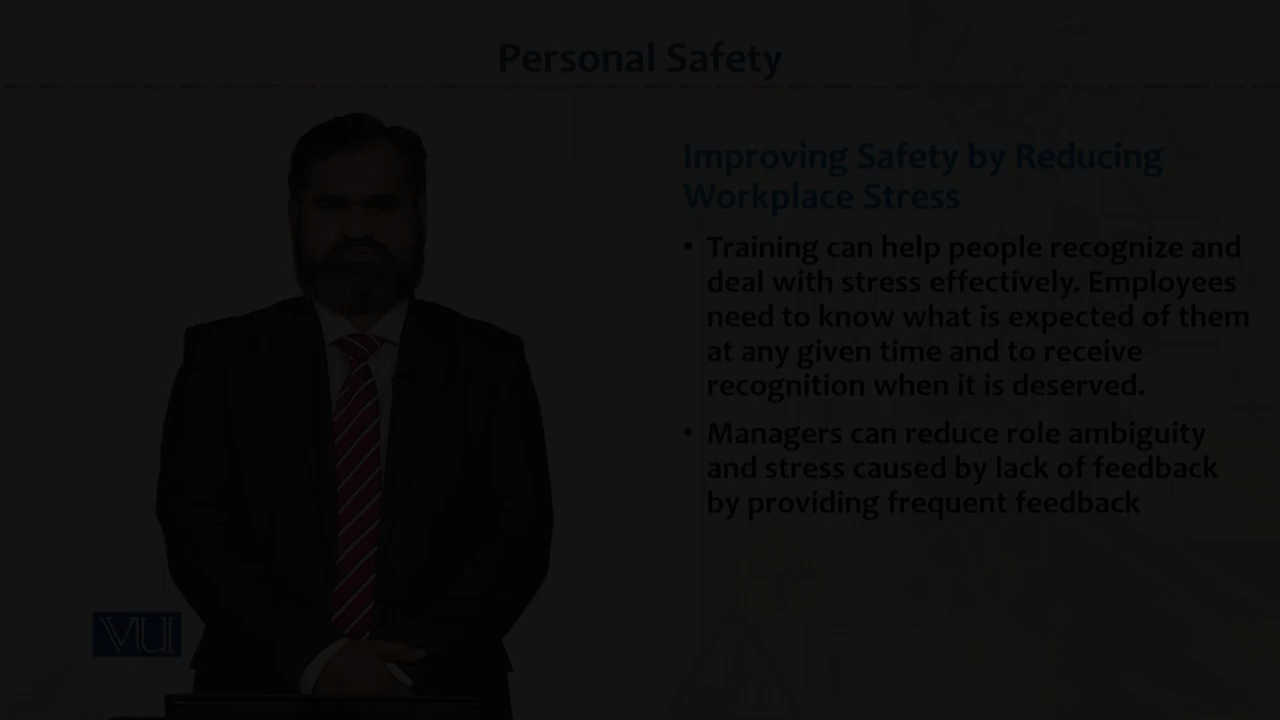 Personal Safety
Improving Safety by Reducing
Workplace Stress
• Training can help people recognize and
deal with stress effectively. Employees
need to know what is expected of them
at any given time and to receive
recognition when it is deserved.
▪ Managers can reduce role ambiguity
and stress caused by lack of feedback
by providing frequent feedback
VU